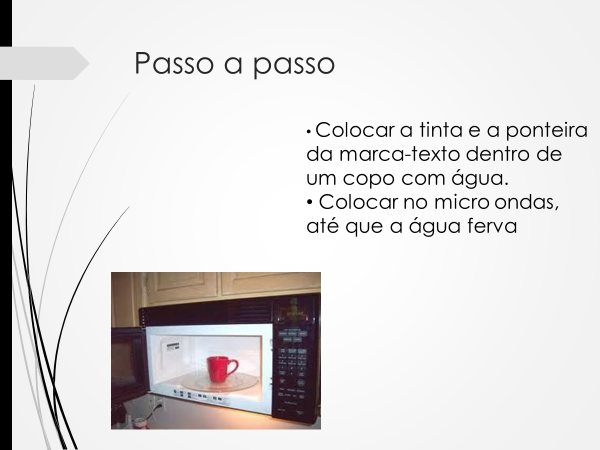 Passo a passo
• Colocar a tinta e a ponteira
da marca-texto dentro de
um copo com água.
• Colocar no micro ondas,
até que a água ferva